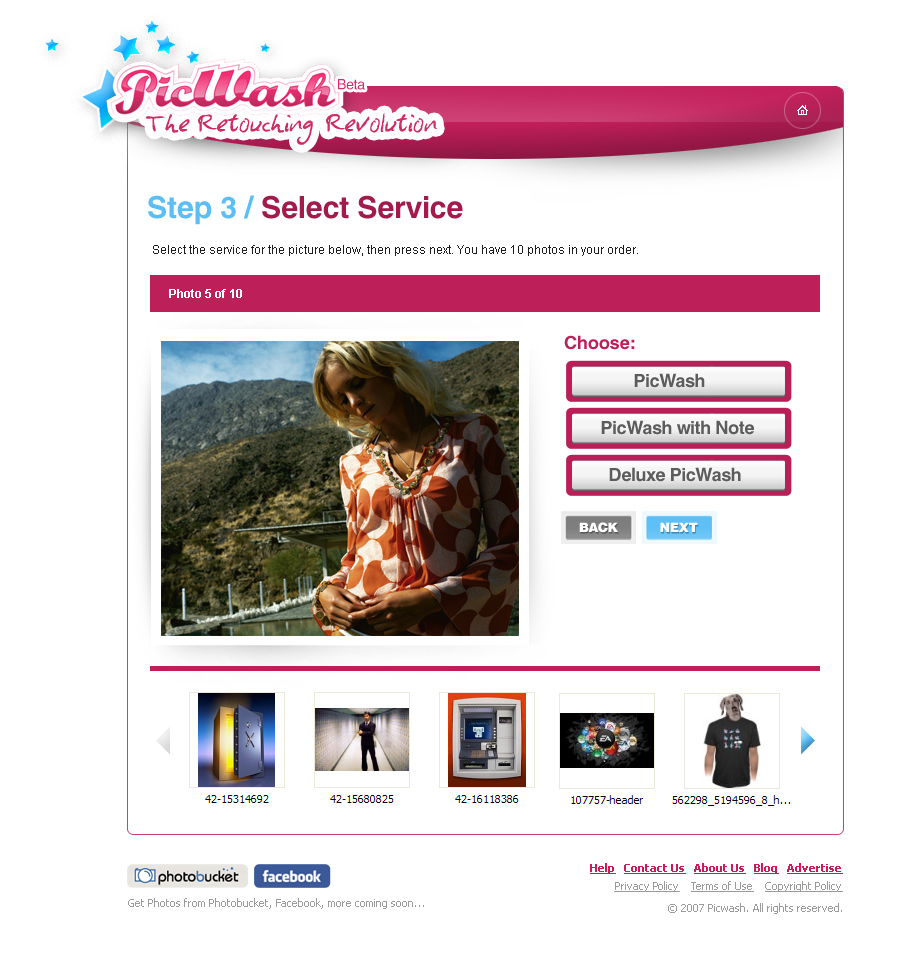 PicWash Beta
The Retouching Revolution
Step 3 / Select Service
Select the service for the picture below, then press next. You have 10 photos in your order.
Photo 5 of 10
Choose:
PicWash
PicWash with Note
Deluxe PicWash
BACK NEXT
EA
42-15314692 42-15680825 42-16118386 107757-header 562298_5194596_8_h...
photobucket facebook
Help Contact Us About Us Blog Advertise
Privacy Policy Terms of Use Copyright Policy
Get Photos from Photobucket, Facebook, more coming soon...
© 2007 Picwash. All rights reserved.